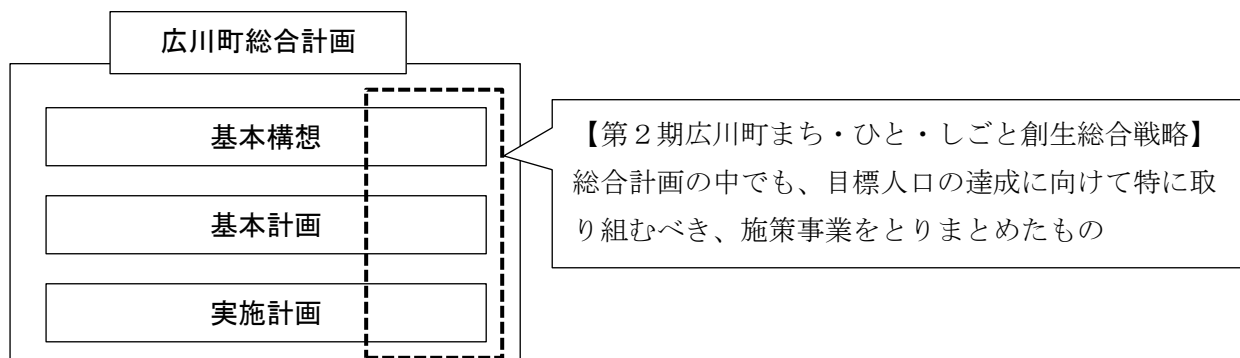 広川町総合計画
基本構想
基本計画
実施計画
【第２期広川町まち・ひと・しごと創生総合戦略】
総合計画の中でも、目標人口の達成に向けて特に取
り組むべき、施策事業をとりまとめたもの